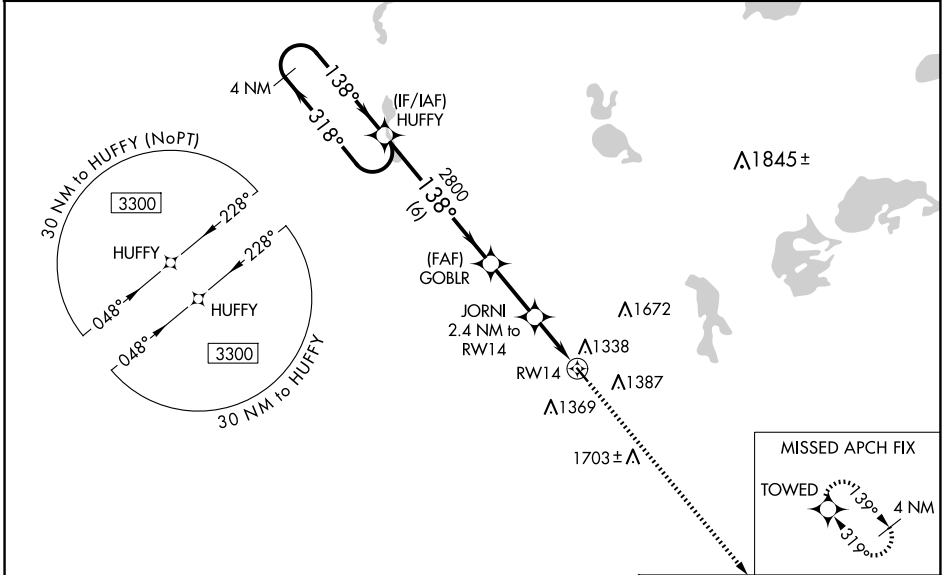 4 NM
138°
318°
(IF/IAF)
HUFFY
2800
138°
(6)
(FAF)
GOBLR
JORNI
2.4 NM to
RW14
RW14
1845 ±
1672
1338
1387
1369
1703 ±
30 NM to HUFFY (NoPT)
3300
228°
HUFFY
048°
228°
HUFFY
048°
3300
30 NM to HUFFY
MISSED APCH FIX
TOWED
139°
4 NM
319°